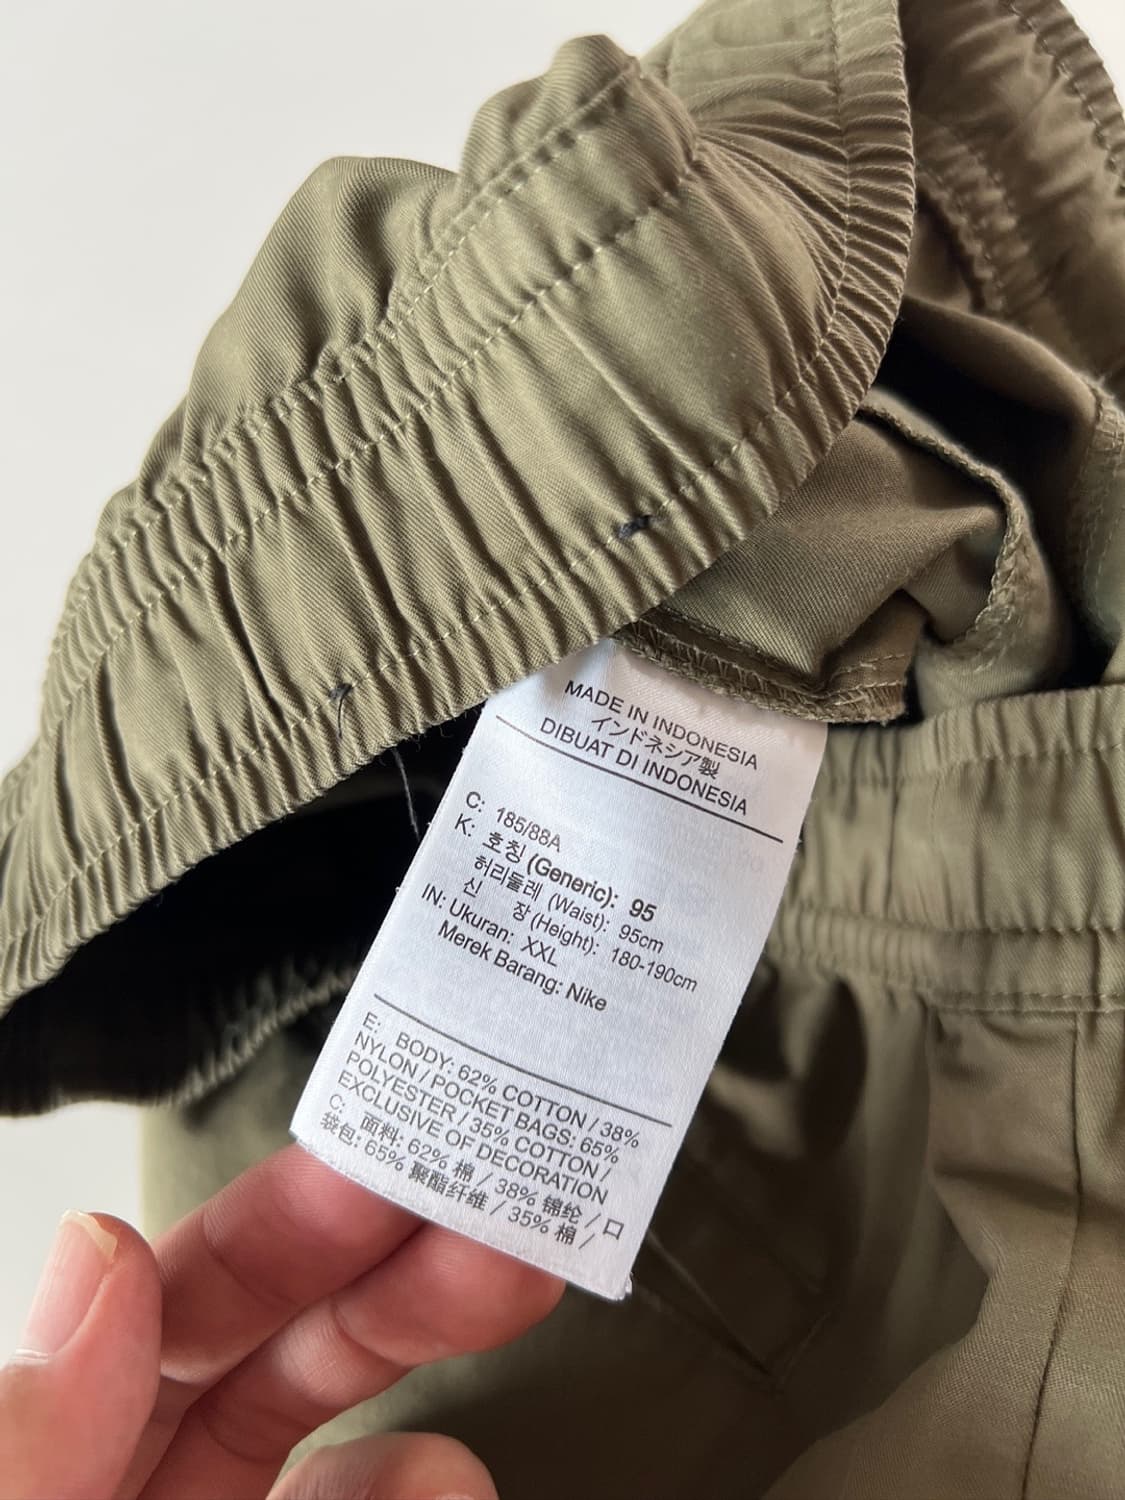 MADE IN INDONESIA
インドネシア製
DIBUAT DI INDONESIA
C: 185/88A
K: 호칭 (Generic): 95
허리둘레 (Waist): 95cm
신 장 (Height): 180-190cm
IN: Ukuran: XXL
Merek Barang: Nike
E: BODY: 62% COTTON / 38%
NYLON / POCKET BAGS: 65%
POLYESTER / 35% COTTON /
EXCLUSIVE OF DECORATION
C: 面料: 62% 棉 / 38% 锦纶 / 口
袋包: 65% 聚酯纤维 / 35% 棉 /